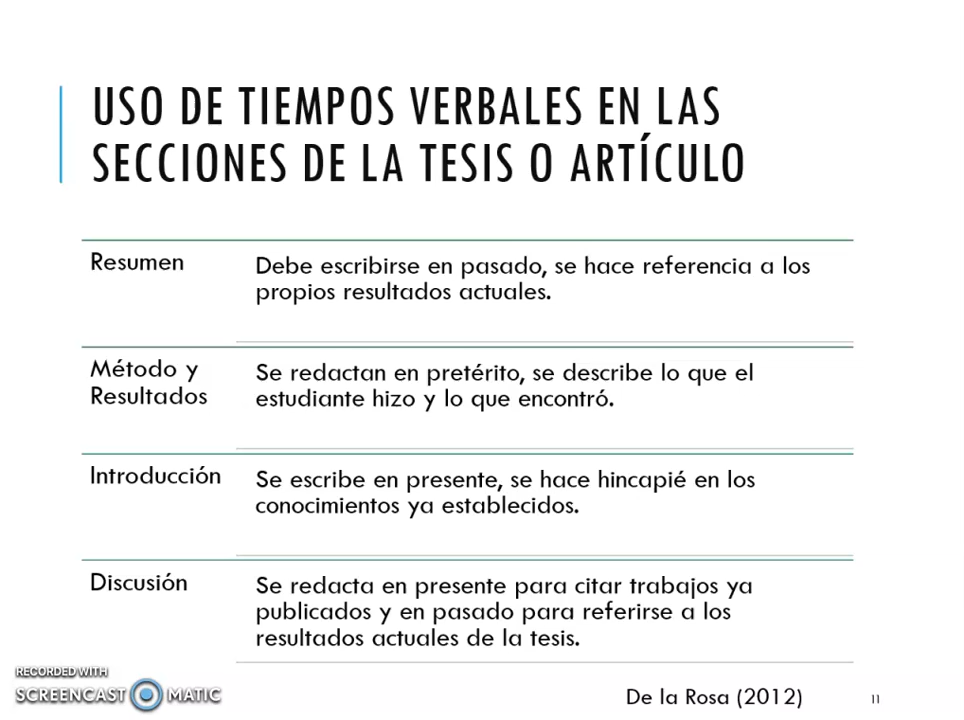 USO DE TIEMPOS VERBALES EN LAS
SECCIONES DE LA TESIS O ARTÍCULO
Resumen
Debe escribirse en pasado, se hace referencia a los
propios resultados actuales.
Método y
Resultados
Se redactan en pretérito, se describe lo que el
estudiante hizo y lo que encontró.
Introducción
Se escribe en presente, se hace hincapié en los
conocimientos ya establecidos.
Discusión
Se redacta en presente para citar trabajos ya
publicados y en pasado para referirse a los
resultados actuales de la tesis.
RECORDED WITH
SCREENCAST MATIC
De la Rosa (2012)
11